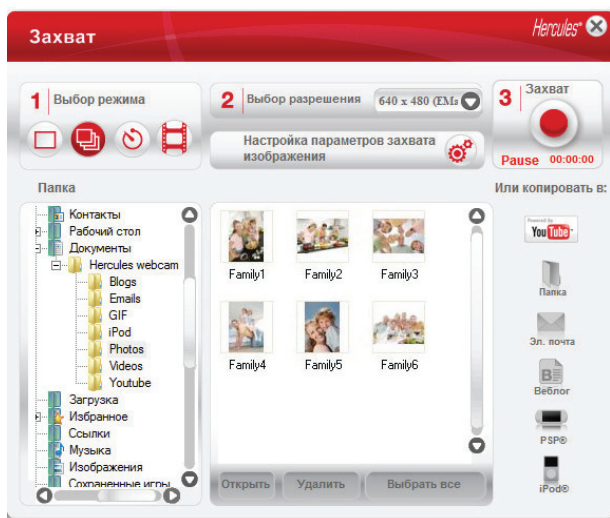 Захват
Hercules®
1 Выбор режима
2 Выбор разрешения 640 x 480 (EMa
Настройка параметров захвата
изображения
3 Захват
Pause 00:00:00
Папка
Или копировать в:
Контакты
Рабочий стол
Документы
Hercules webcam
Blogs
Emails
GIF
iPod
Photos
Videos
Youtube
Загрузка
Избранное
Ссылки
Музыка
Изображения
Сохраненные игры
Family1 Family2 Family3
Family4 Family5 Family6
Открыть Удалить Выбрать все
Powered By
YouTube
Папка
Эл. почта
B
Веблог
PSP®
iPod®